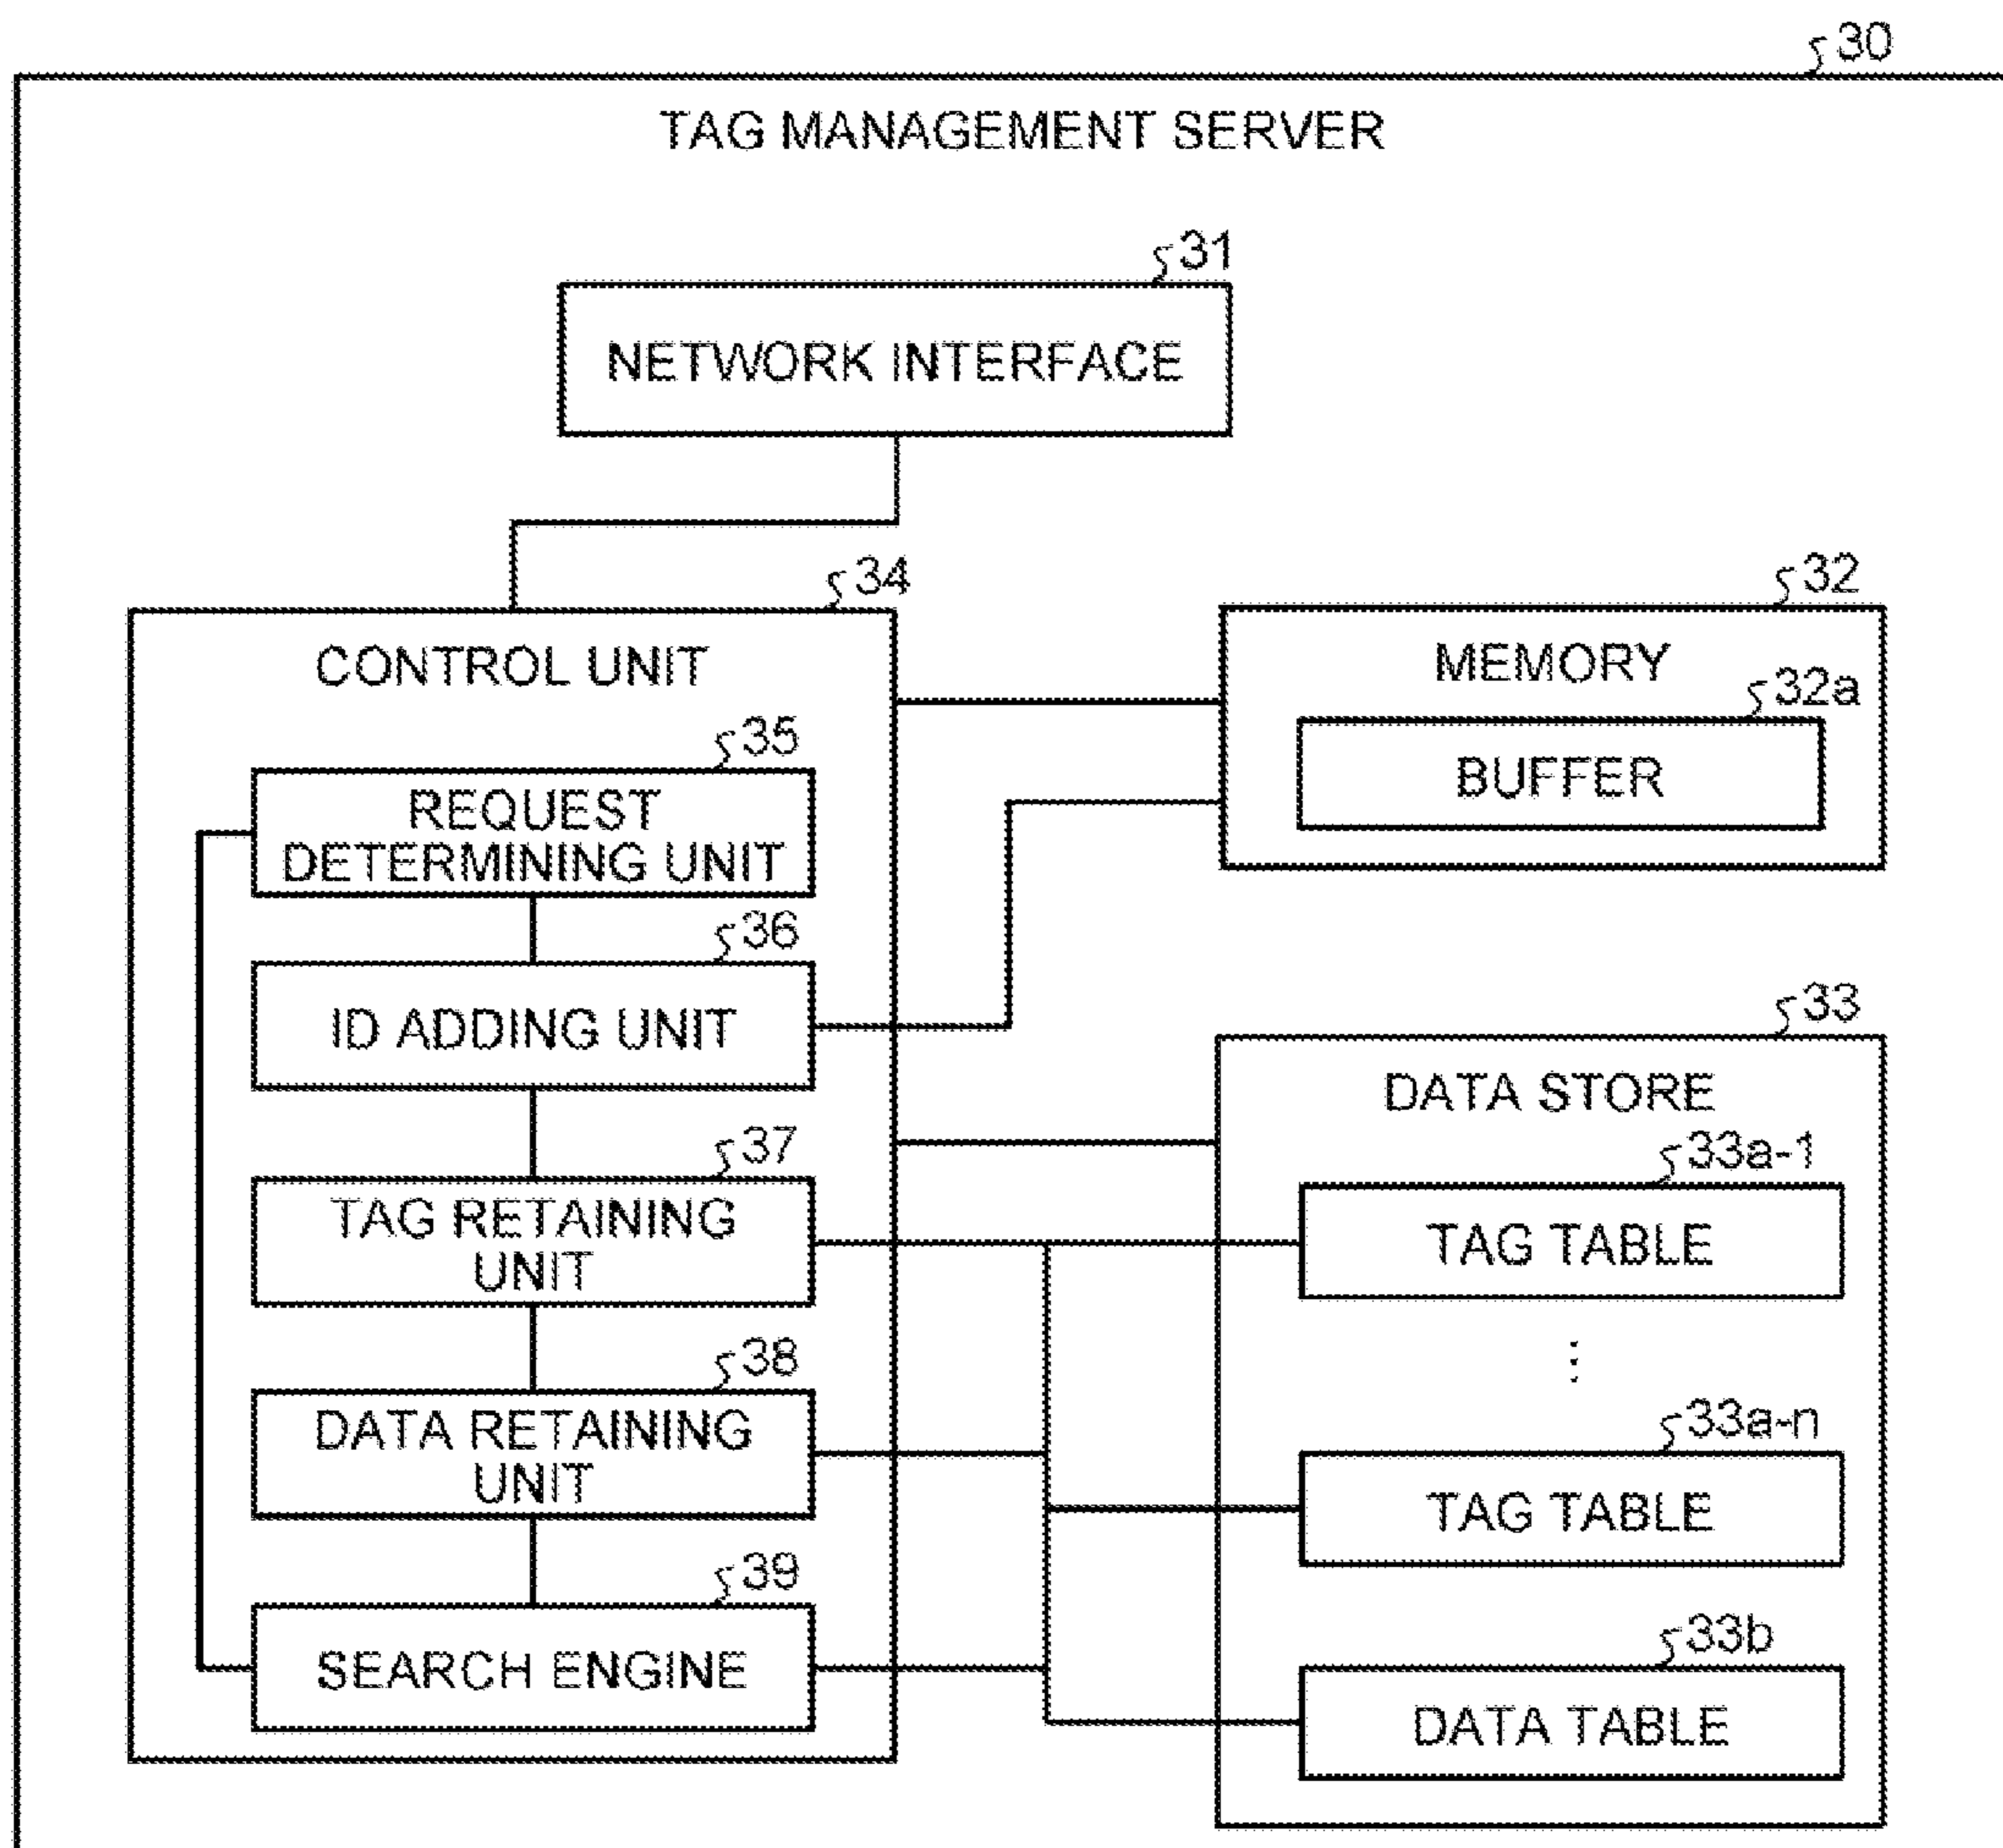 30
TAG MANAGEMENT SERVER
31
NETWORK INTERFACE
34
CONTROL UNIT
35
REQUEST
DETERMINING UNIT
36
ID ADDING UNIT
37
TAG RETAINING
UNIT
38
DATA RETAINING
UNIT
39
SEARCH ENGINE
32
MEMORY
32a
BUFFER
33
DATA STORE
33a-1
TAG TABLE
⋮
33a-n
TAG TABLE
33b
DATA TABLE